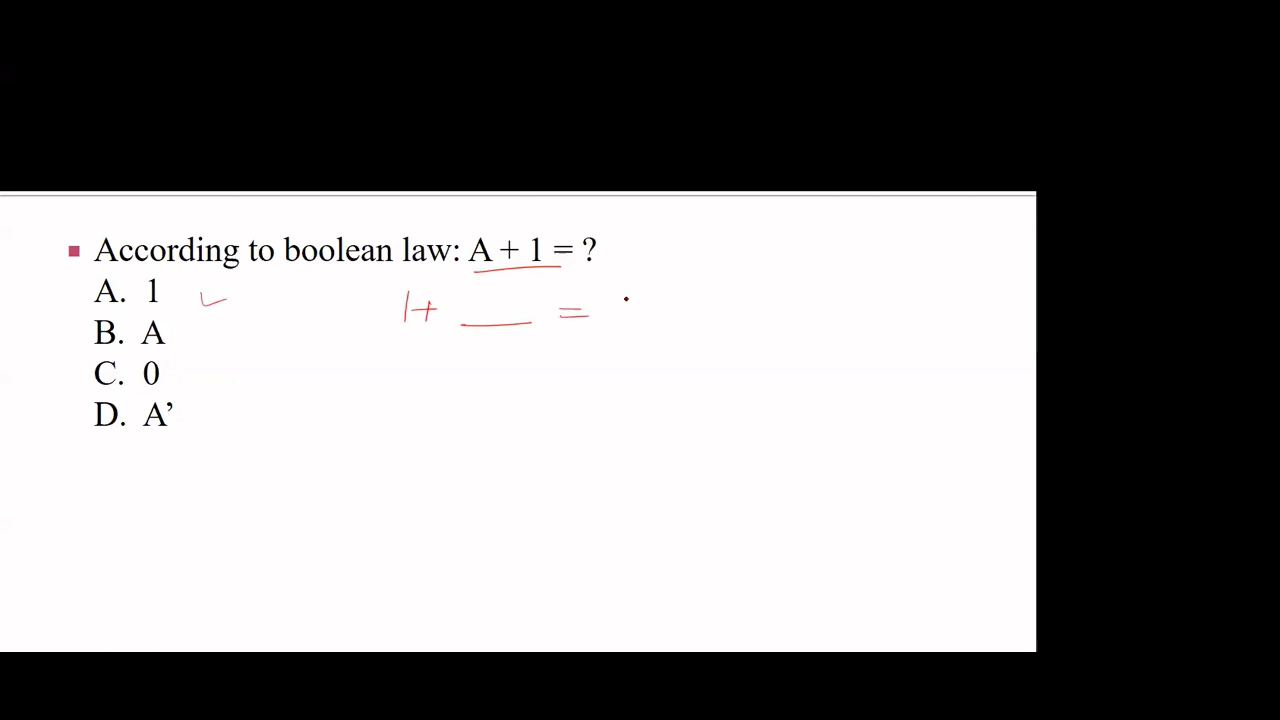 According to boolean law: A + 1 = ?
A. 1 ✓
1+ ___ =
B. A
C. 0
D. A’